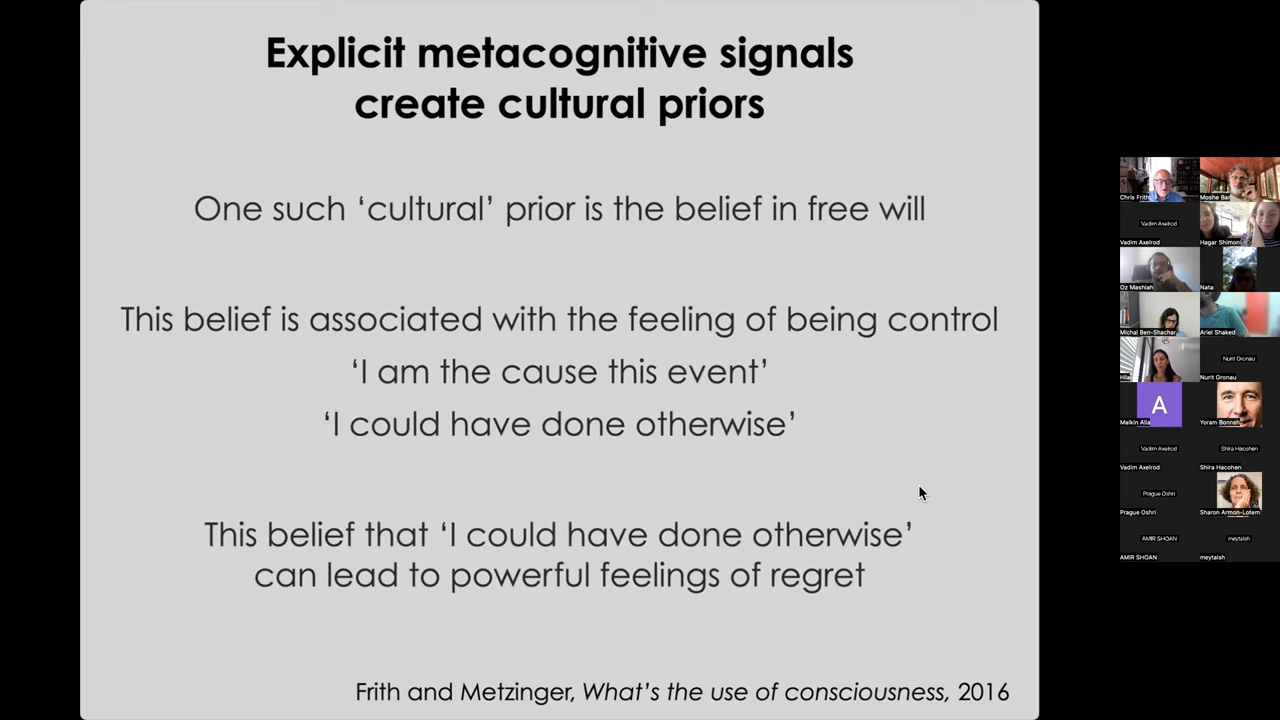 Explicit metacognitive signals
create cultural priors
One such ‘cultural’ prior is the belief in free will
This belief is associated with the feeling of being control
‘I am the cause this event’
‘I could have done otherwise’
This belief that ‘I could have done otherwise’
can lead to powerful feelings of regret
Frith and Metzinger, What’s the use of consciousness, 2016
Chris Frith
Moshe Bar
Vadim Axelrod
Vadim Axelrod
Hagar Shimoni
Oz Mashiah
Nata
Michal Ben-Shachar
Ariel Shaked
Hila
Nurit Gronau
Nurit Gronau
A
Malkin Alla
Yoram Bonneh
Vadim Axelrod
Shira Hacohen
Vadim Axelrod
Shira Hacohen
Prague Oshri
Prague Oshri
Sharon Armon-Lotem
AMIR SHOAN
meytalsh
AMIR SHOAN
meytalsh